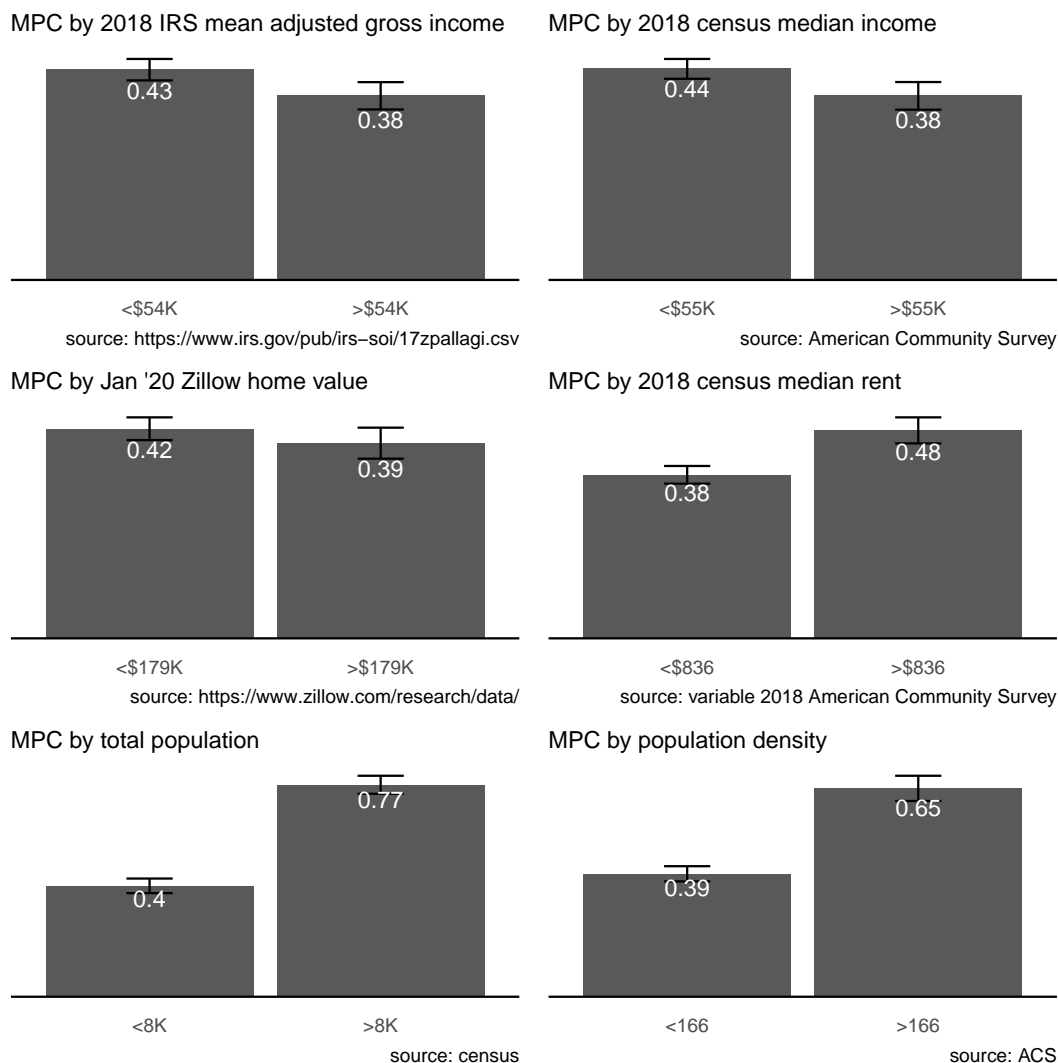 MPC by 2018 IRS mean adjusted gross income
0.43
0.38
<$54K >$54K
source: https://www.irs.gov/pub/irs−soi/17zpallagi.csv
MPC by 2018 census median income
0.44
0.38
<$55K >$55K
source: American Community Survey
MPC by Jan '20 Zillow home value
0.42
0.39
<$179K >$179K
source: https://www.zillow.com/research/data/
MPC by 2018 census median rent
0.38
0.48
<$836 >$836
source: variable 2018 American Community Survey
MPC by total population
0.4
0.77
<8K >8K
source: census
MPC by population density
0.39
0.65
<166 >166
source: ACS